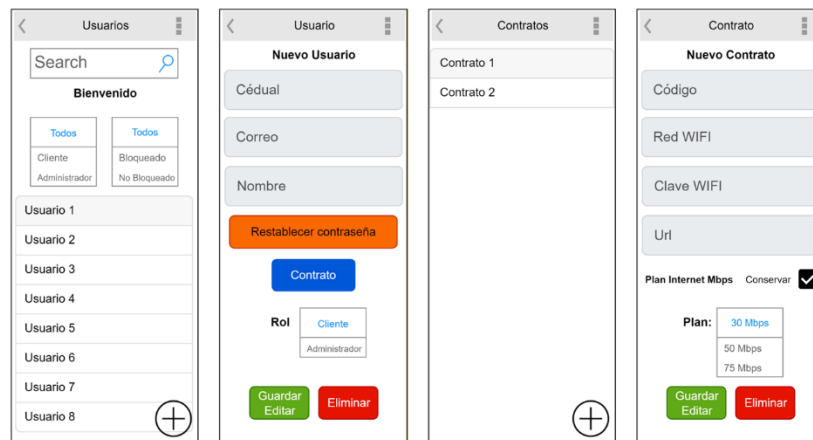 Usuarios
Search
Bienvenido
Todos
Cliente
Administrador
Todos
Bloqueado
No Bloqueado
Usuario 1
Usuario 2
Usuario 3
Usuario 4
Usuario 5
Usuario 6
Usuario 7
Usuario 8
Usuario
Nuevo Usuario
Cédual
Correo
Nombre
Restablecer contraseña
Contrato
Rol
Cliente
Administrador
Guardar
Editar
Eliminar
Contratos
Contrato 1
Contrato 2
Contrato
Nuevo Contrato
Código
Red WIFI
Clave WIFI
Url
Plan Internet Mbps Conservar
Plan:
30 Mbps
50 Mbps
75 Mbps
Guardar
Editar
Eliminar